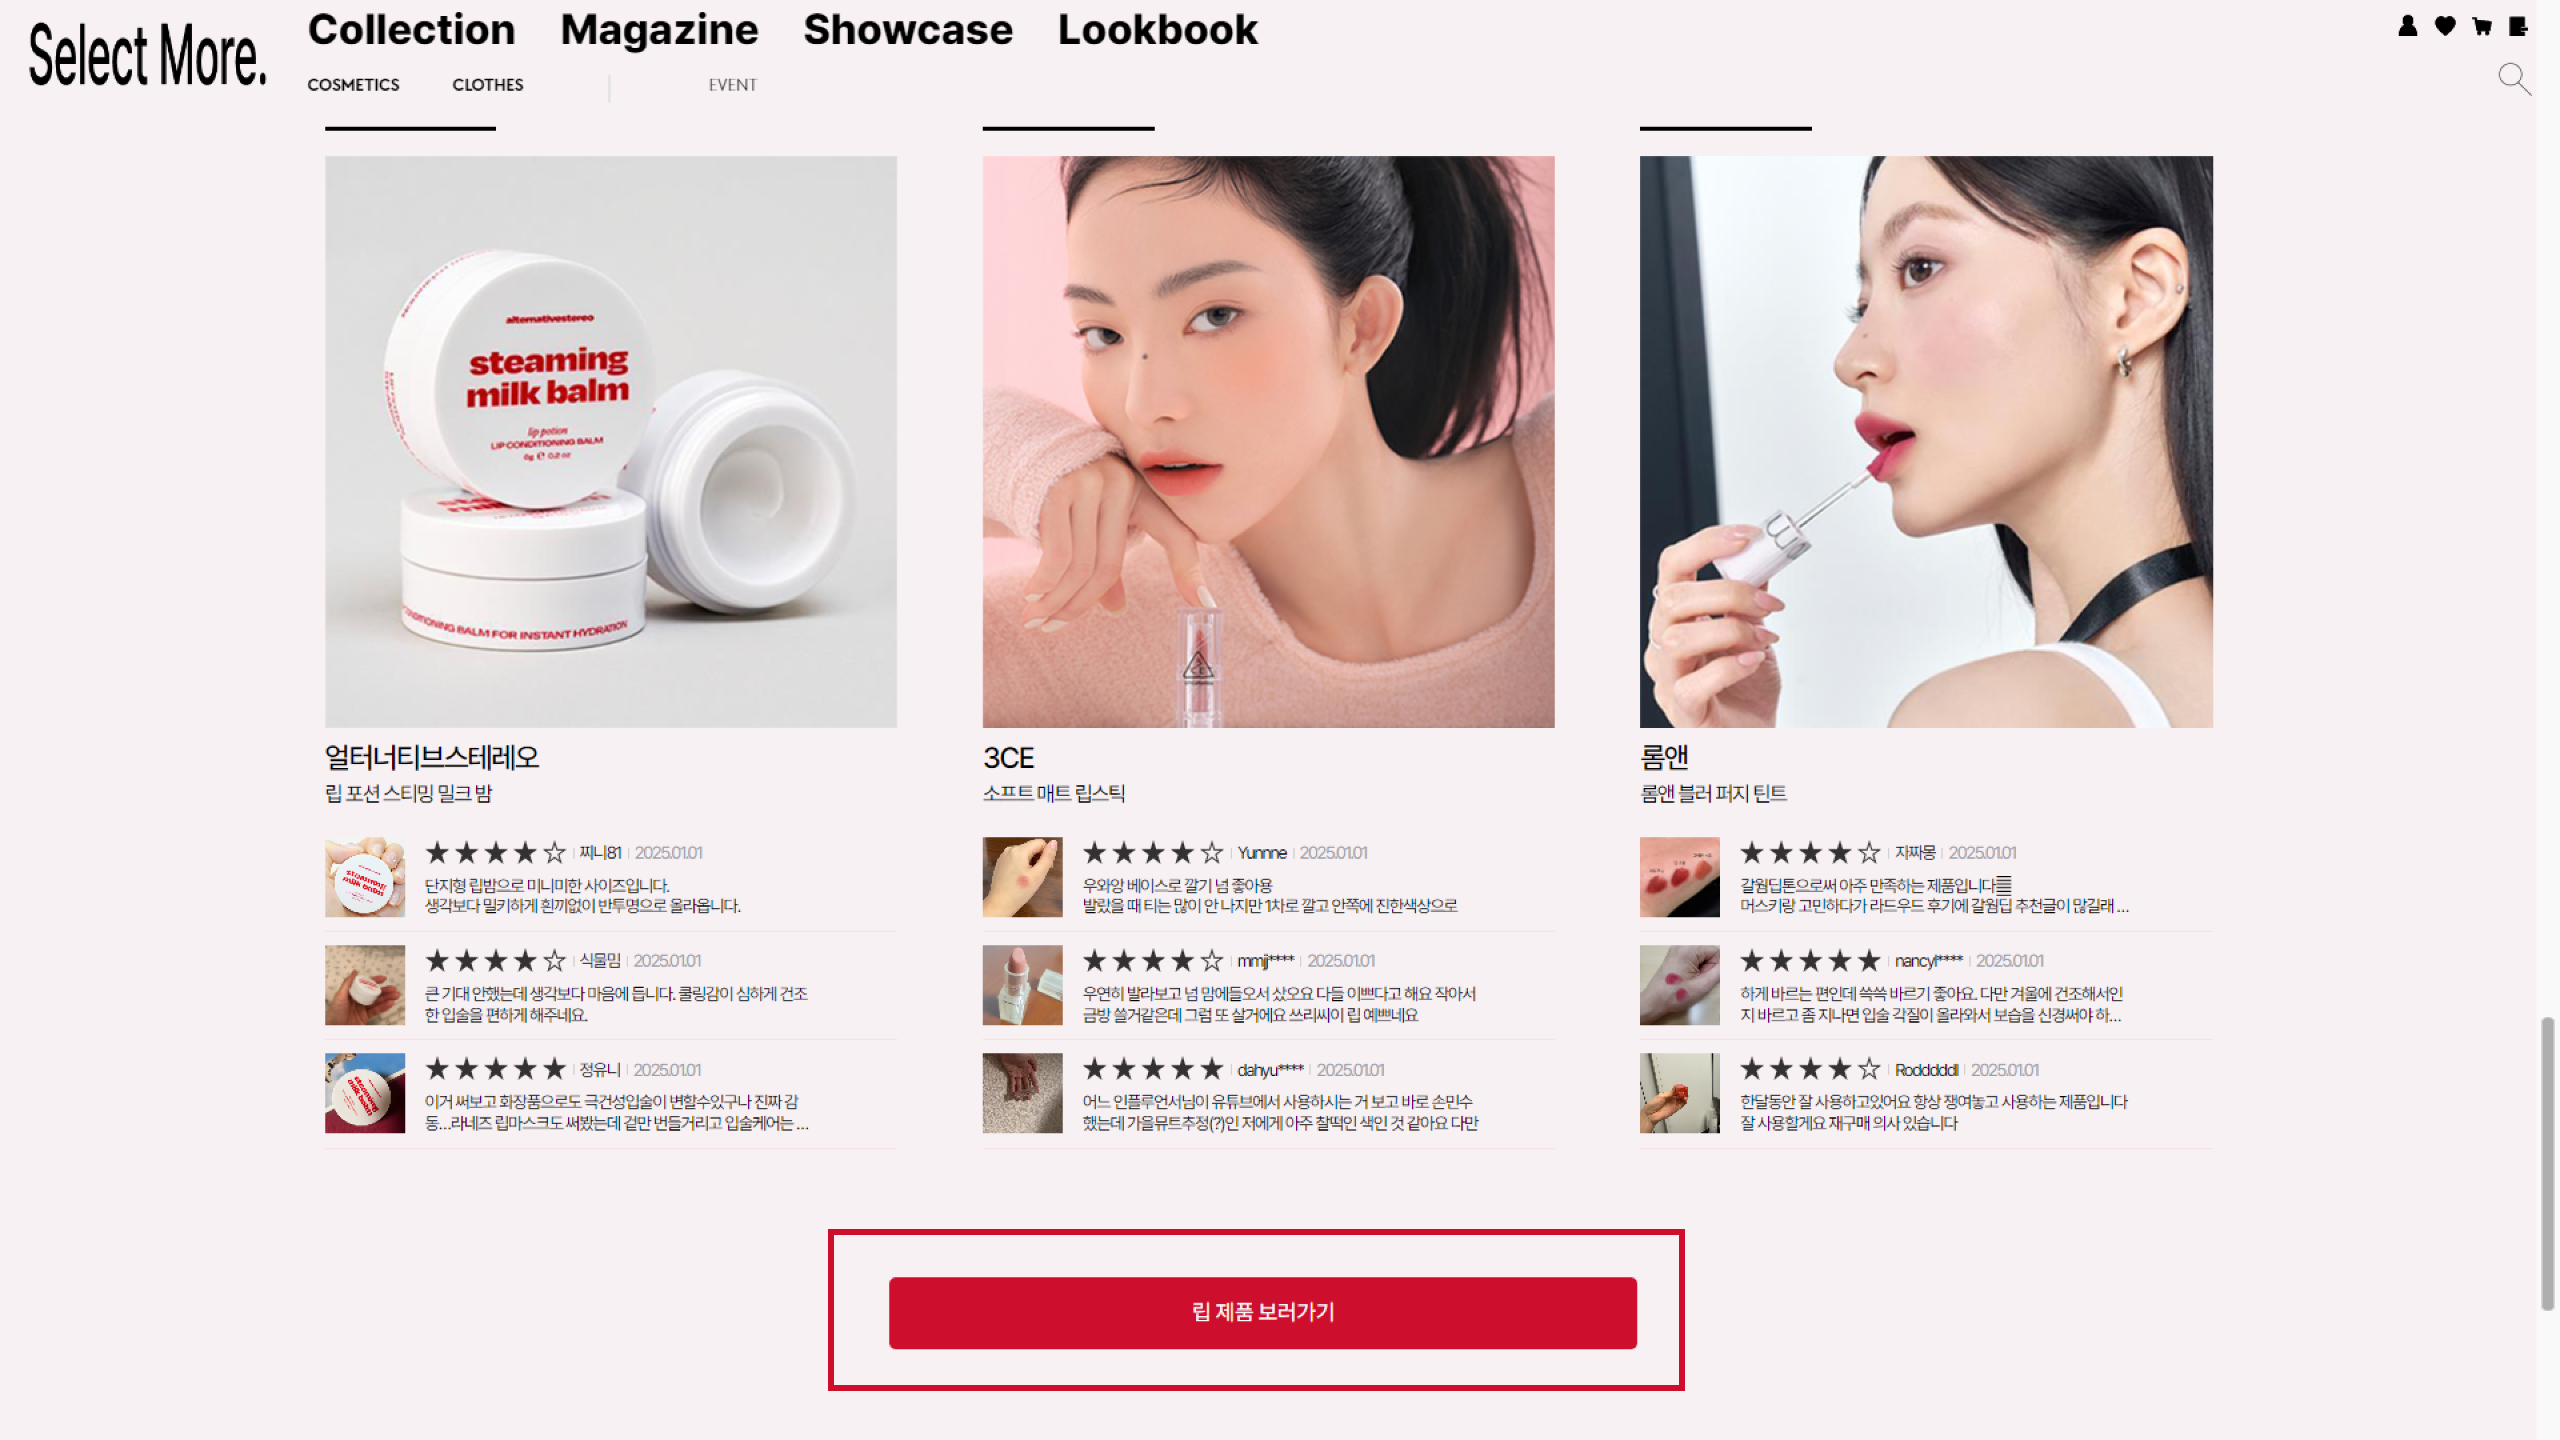 Select More.
Collection Magazine Showcase Lookbook
COSMETICS CLOTHES EVENT
alternativestereo
steaming
milk balm
lip potion
LIP CONDITIONING BALM
6g ℮ 0.2 oz
CONDITIONING BALM FOR INSTANT HYDRATION
얼터너티브스테레오
립 포션 스티밍 밀크 밤
★★★★☆ 찌니81 2025.01.01
단지형 립밤으로 미니미한 사이즈입니다.
생각보다 밀키하게 흰끼없이 반투명으로 올라옵니다.
★★★★☆ 식물밈 2025.01.01
큰 기대 안했는데 생각보다 마음에 듭니다. 쿨링감이 심하게 건조
한 입술을 편하게 해주네요.
★★★★★ 정유니 2025.01.01
이거 써보고 화장품으로도 극건성입술이 변할수있구나 진짜 감
동...라네즈 립마스크도 써봤는데 겉만 번들거리고 입술케어는 ...
3CE
소프트 매트 립스틱
★★★★☆ Yunnne 2025.01.01
우와앙 베이스로 깔기 넘 좋아용
발랐을 때 티는 많이 안 나지만 1차로 깔고 안쪽에 진한색상으로
★★★★☆ mmjj**** 2025.01.01
우연히 발라보고 넘 맘에들오서 샀오요 다들 이쁘다고 해요 작아서
금방 쓸거같은데 그럼 또 살거에요 쓰리씨이 립 예쁘네요
★★★★★ dahyu**** 2025.01.01
어느 인플루언서님이 유튜브에서 사용하시는 거 보고 바로 손민수
했는데 가을뮤트추정(?)인 저에게 아주 찰떡인 색인 것 같아요 다만
롬앤
롬앤 블러 퍼지 틴트
★★★★☆ 자짜몽 2025.01.01
갈웜딥톤으로써 아주 만족하는 제품입니다
머스키랑 고민하다가 라드우드 후기에 갈웜딥 추천글이 많길래 ...
★★★★★ nancyl**** 2025.01.01
하게 바르는 편인데 쓱쓱 바르기 좋아요. 다만 겨울에 건조해서인
지 바르고 좀 지나면 입술 각질이 올라와서 보습을 신경써야 하...
★★★★☆ Rodddddl 2025.01.01
한달동안 잘 사용하고있어요 항상 쟁여놓고 사용하는 제품입니다
잘 사용할게요 재구매 의사 있습니다
립 제품 보러가기